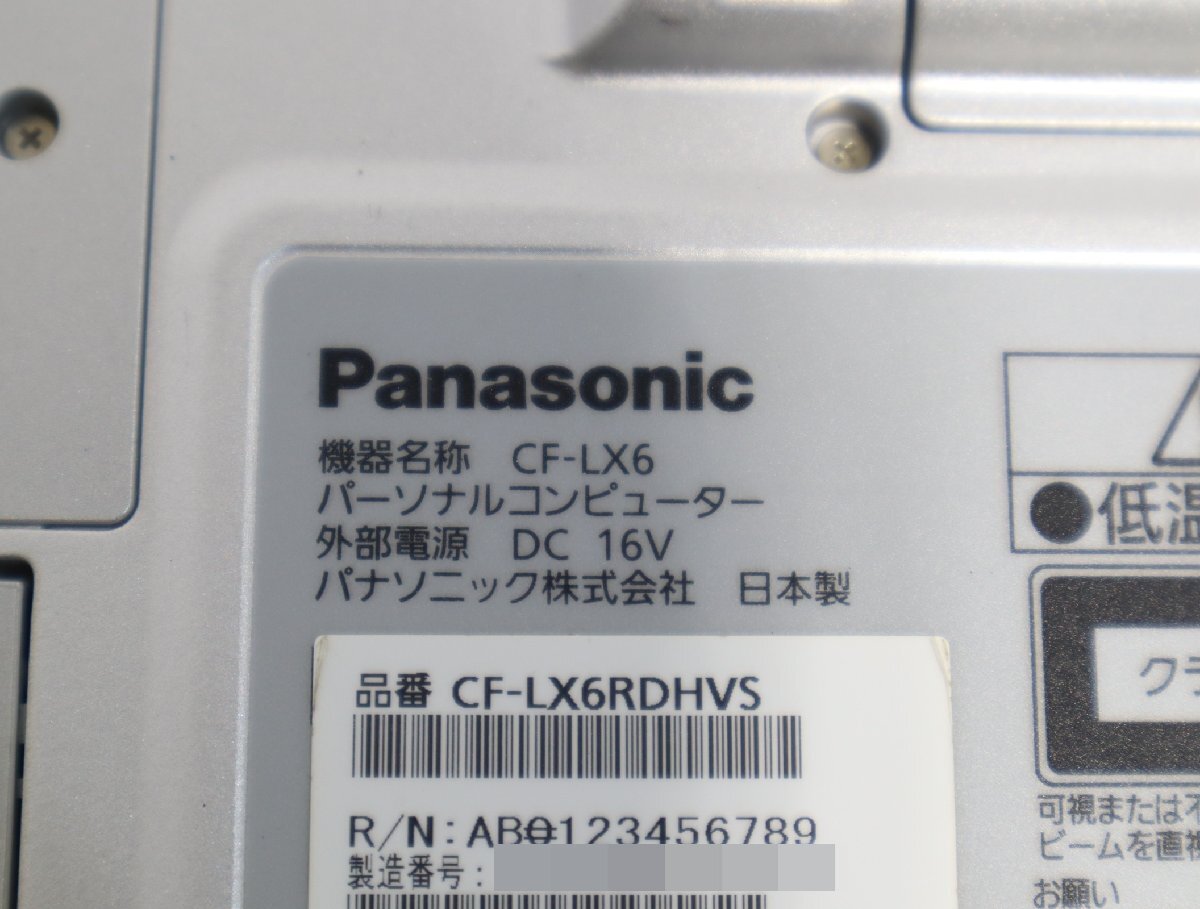 Panasonic
機器名称 CF-LX6
パーソナルコンピューター
外部電源 DC 16V
パナソニック株式会社 日本製
品番 CF-LX6RDHVS
R/N: AB0123456789
製造番号:
●低温
クラ
可視または不
ビームを直視
お願い